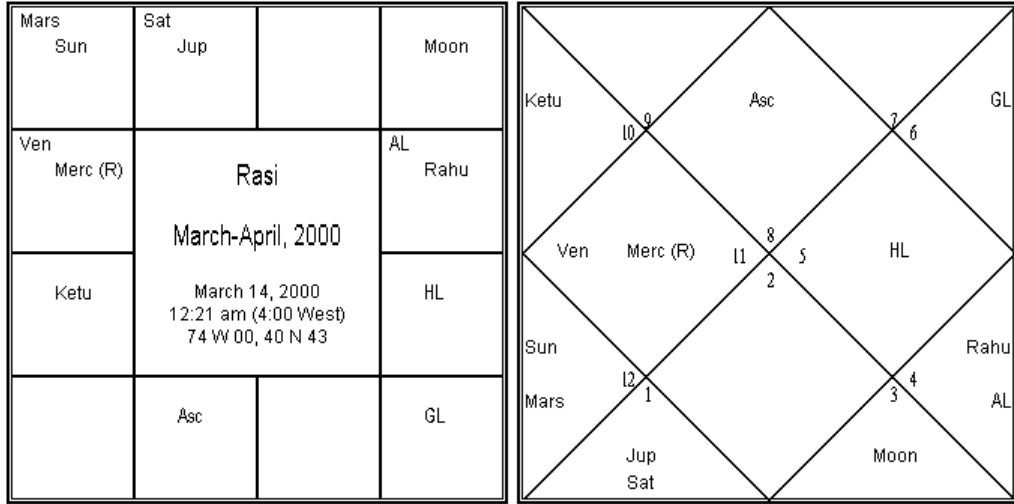 Mars
Sun
Sat
Jup
Moon
Ven
Merc (R)
AL
Rahu
Rasi
March-April, 2000
March 14, 2000
12:21 am (4:00 West)
74 W 00, 40 N 43
Ketu
HL
Asc
GL
Ketu
Asc
GL
9
10
7
6
Ven
Merc (R)
11
8
5
2
HL
Sun
Rahu
12
1
4
3
Mars
AL
Jup
Sat
Moon